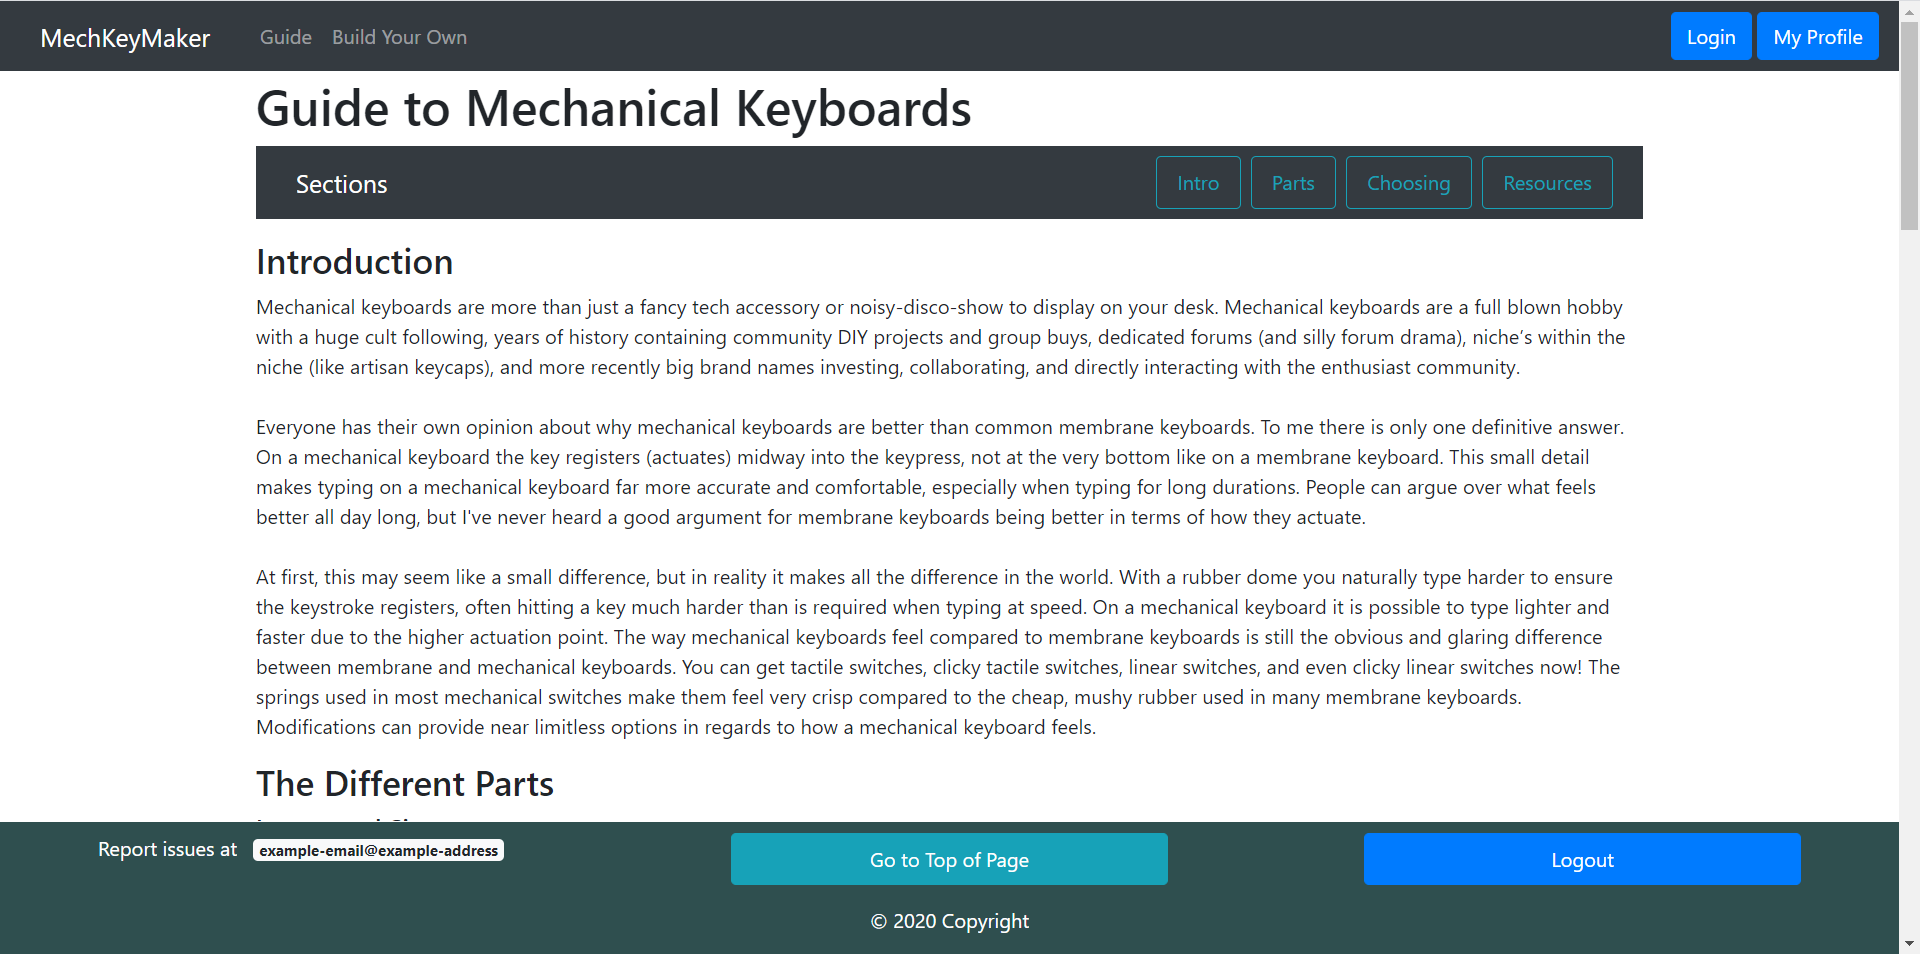 MechKeyMaker Guide Build Your Own Login My Profile
Guide to Mechanical Keyboards
Sections Intro Parts Choosing Resources
Introduction
Mechanical keyboards are more than just a fancy tech accessory or noisy-disco-show to display on your desk. Mechanical keyboards are a full blown hobby
with a huge cult following, years of history containing community DIY projects and group buys, dedicated forums (and silly forum drama), niche’s within the
niche (like artisan keycaps), and more recently big brand names investing, collaborating, and directly interacting with the enthusiast community.
Everyone has their own opinion about why mechanical keyboards are better than common membrane keyboards. To me there is only one definitive answer.
On a mechanical keyboard the key registers (actuates) midway into the keypress, not at the very bottom like on a membrane keyboard. This small detail
makes typing on a mechanical keyboard far more accurate and comfortable, especially when typing for long durations. People can argue over what feels
better all day long, but I've never heard a good argument for membrane keyboards being better in terms of how they actuate.
At first, this may seem like a small difference, but in reality it makes all the difference in the world. With a rubber dome you naturally type harder to ensure
the keystroke registers, often hitting a key much harder than is required when typing at speed. On a mechanical keyboard it is possible to type lighter and
faster due to the higher actuation point. The way mechanical keyboards feel compared to membrane keyboards is still the obvious and glaring difference
between membrane and mechanical keyboards. You can get tactile switches, clicky tactile switches, linear switches, and even clicky linear switches now! The
springs used in most mechanical switches make them feel very crisp compared to the cheap, mushy rubber used in many membrane keyboards.
Modifications can provide near limitless options in regards to how a mechanical keyboard feels.
The Different Parts
Report issues at example-email@example-address Go to Top of Page Logout
© 2020 Copyright